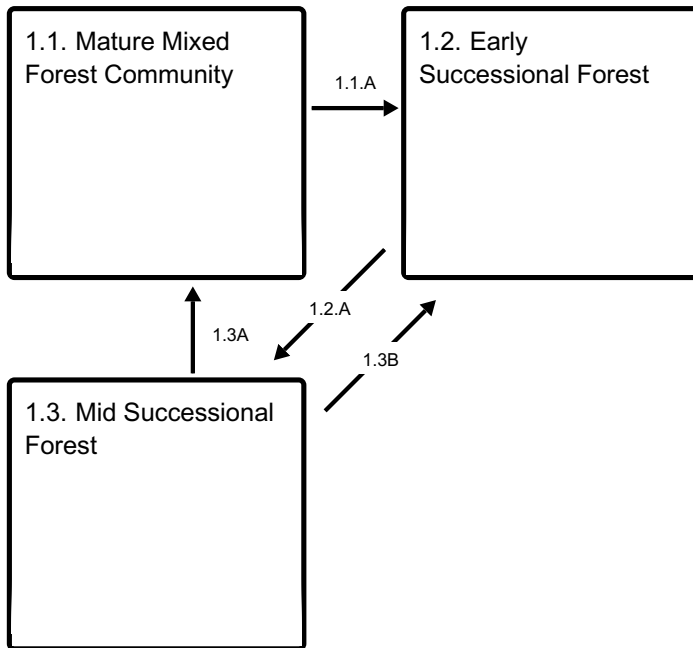 1.1. Mature Mixed
Forest Community
1.1.A
1.2. Early
Successional Forest
1.2.A
1.3A
1.3B
1.3. Mid Successional
Forest